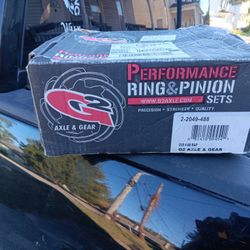 PERFORMANCE
RING&PINION
WWW.G2AXLE.COM
SETS
PRECISION • STRENGTH • QUALITY
G2
AXLE & GEAR
2-2049-488
G2 AXLE & GEAR